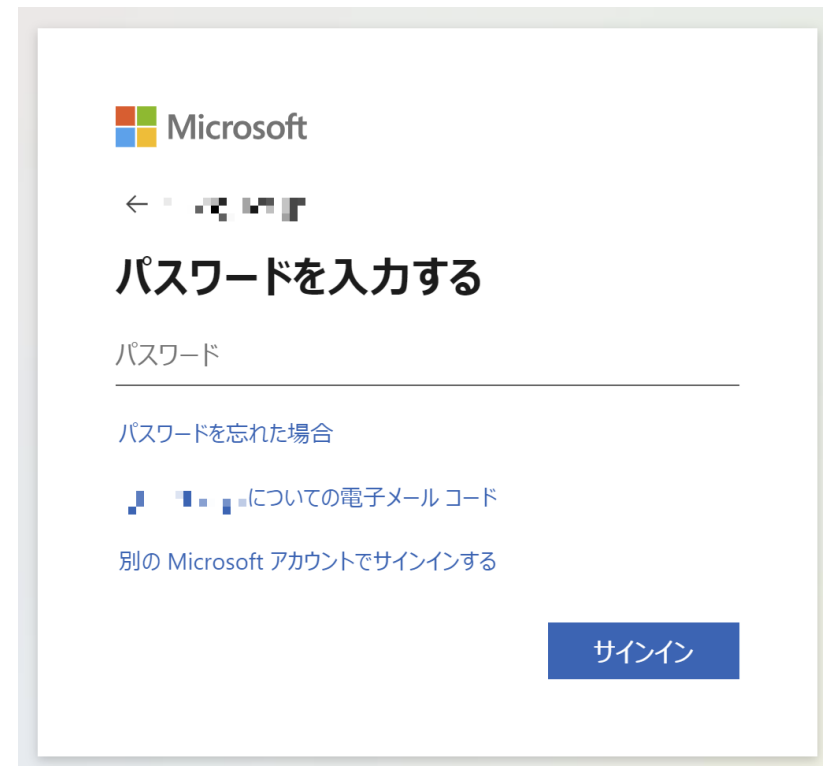 Microsoft
←
パスワードを入力する
パスワード
パスワードを忘れた場合
についての電子メール コード
別の Microsoft アカウントでサインインする
サインイン